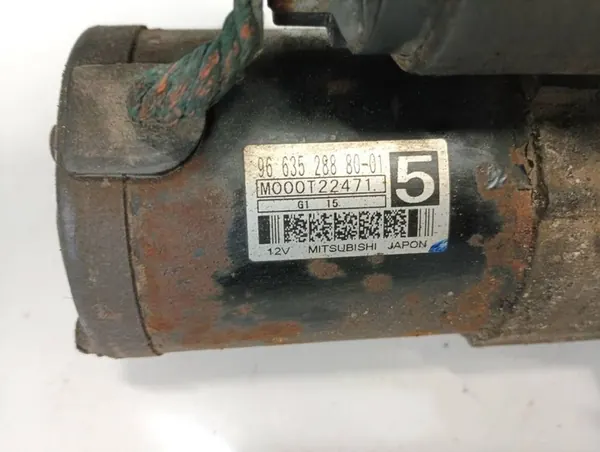 96 635 288 80-01
M000T22471 5
G1 15
12V MITSUBISHI JAPON